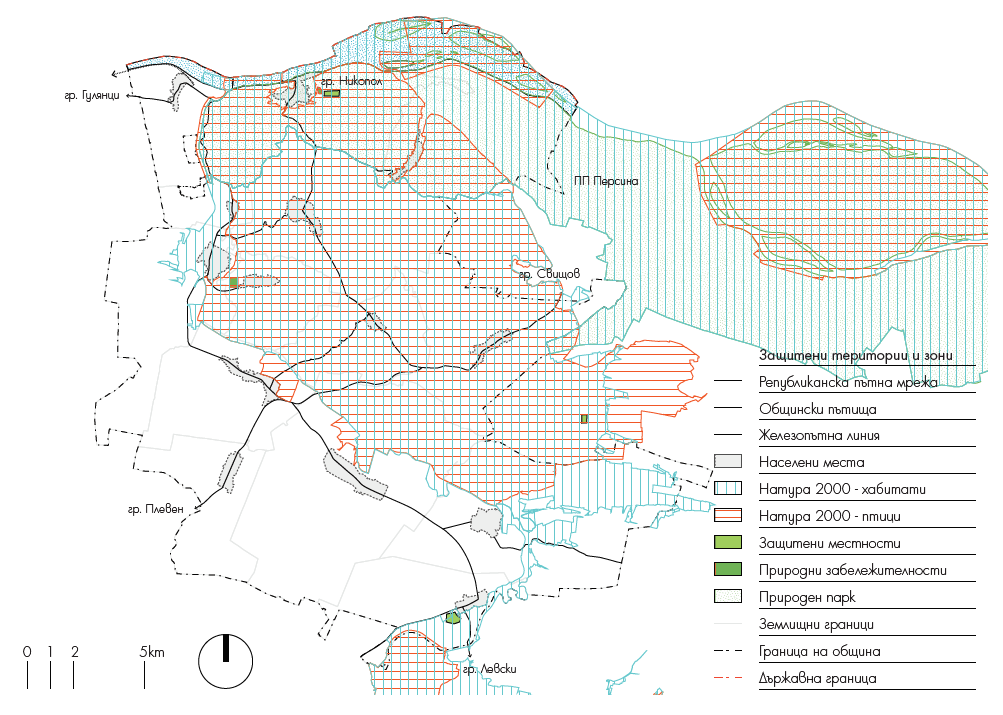 гр. Никопол
гр. Гулянци
ПП Персина
гр. Свищов
гр. Плевен
гр. Левски
0 1 2 5km
Защитени територии и зони
Републиканска пътна мрежа
Общински пътища
Железопътна линия
Населени места
Натура 2000 - хабитати
Натура 2000 - птици
Защитени местности
Природни забележителности
Природен парк
Землищни граници
Граница на община
Държавна граница